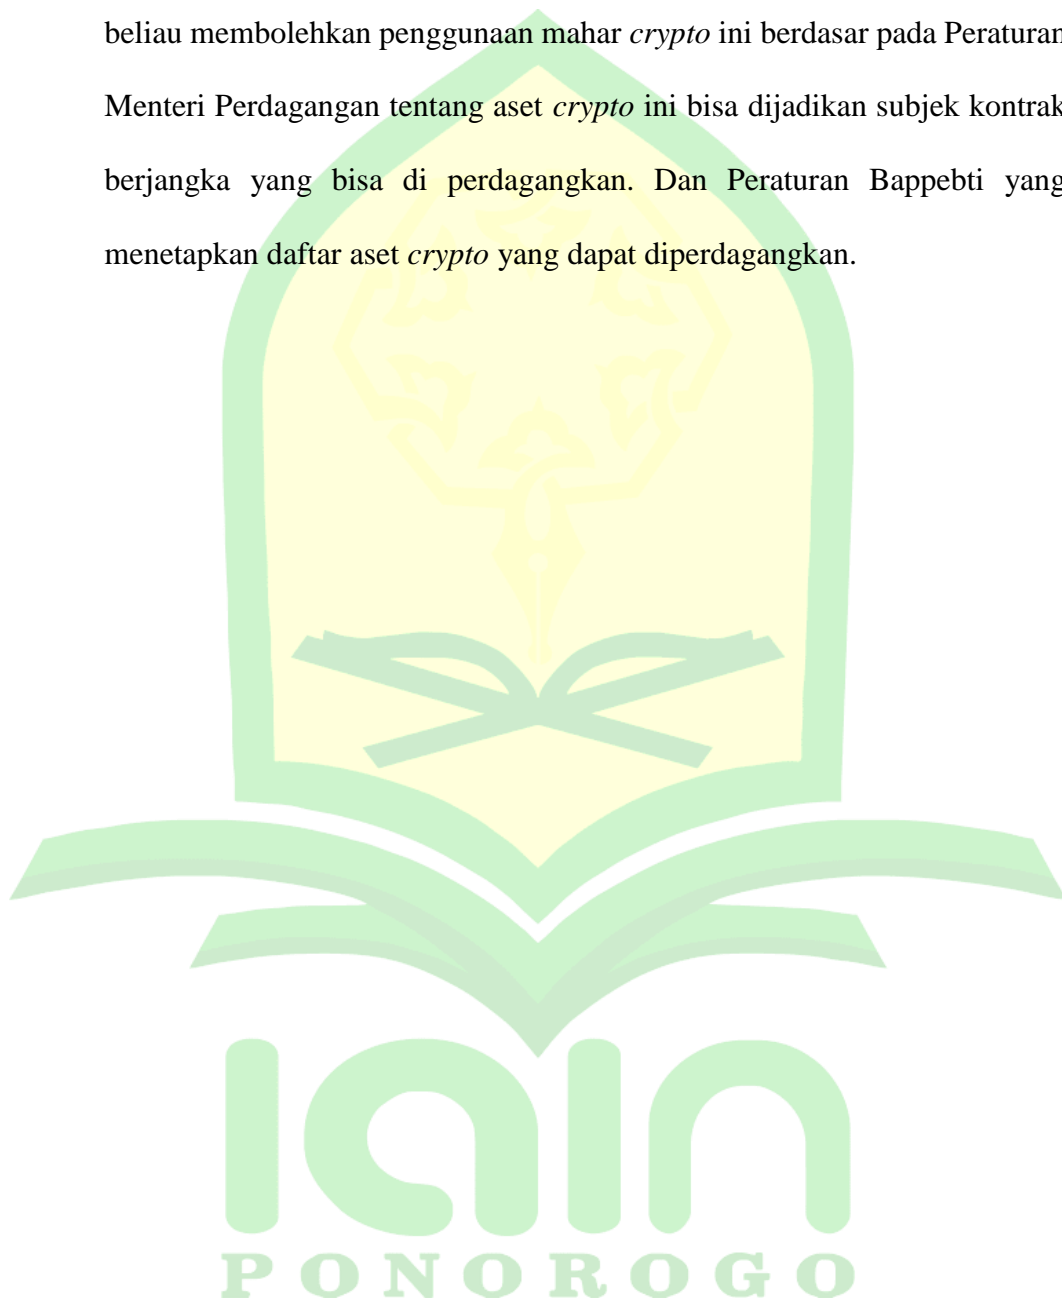 beliau membolehkan penggunaan mahar crypto ini berdasar pada Peraturan
Menteri Perdagangan tentang aset crypto ini bisa dijadikan subjek kontrak
berjangka yang bisa di perdagangkan. Dan Peraturan Bappebti yang
menetapkan daftar aset crypto yang dapat diperdagangkan.
iain
PONOROGO